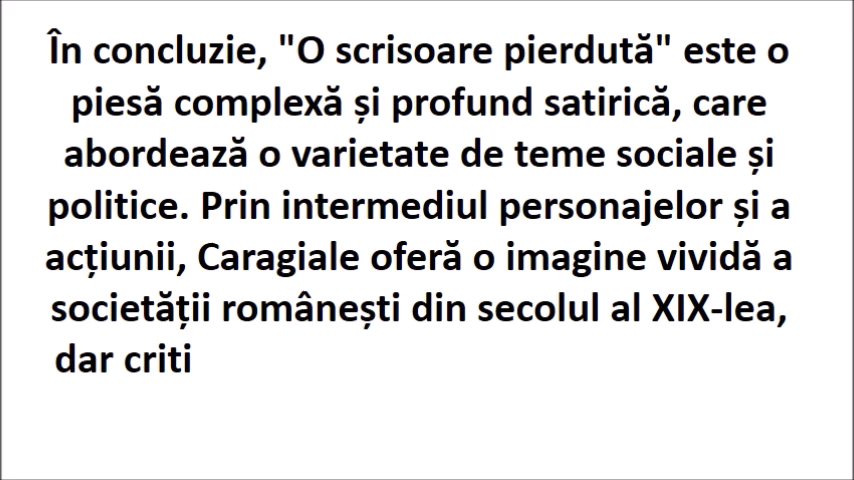 În concluzie, "O scrisoare pierdută" este o
piesă complexă și profund satirică, care
abordează o varietate de teme sociale și
politice. Prin intermediul personajelor și a
acțiunii, Caragiale oferă o imagine vividă a
societății românești din secolul al XIX-lea,
dar criti